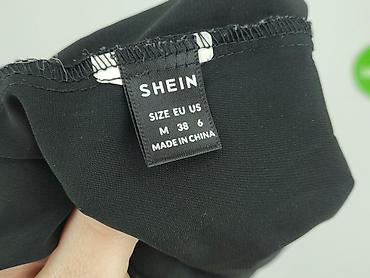 SHEIN
SIZE EU US
M 38 6
MADE IN CHINA